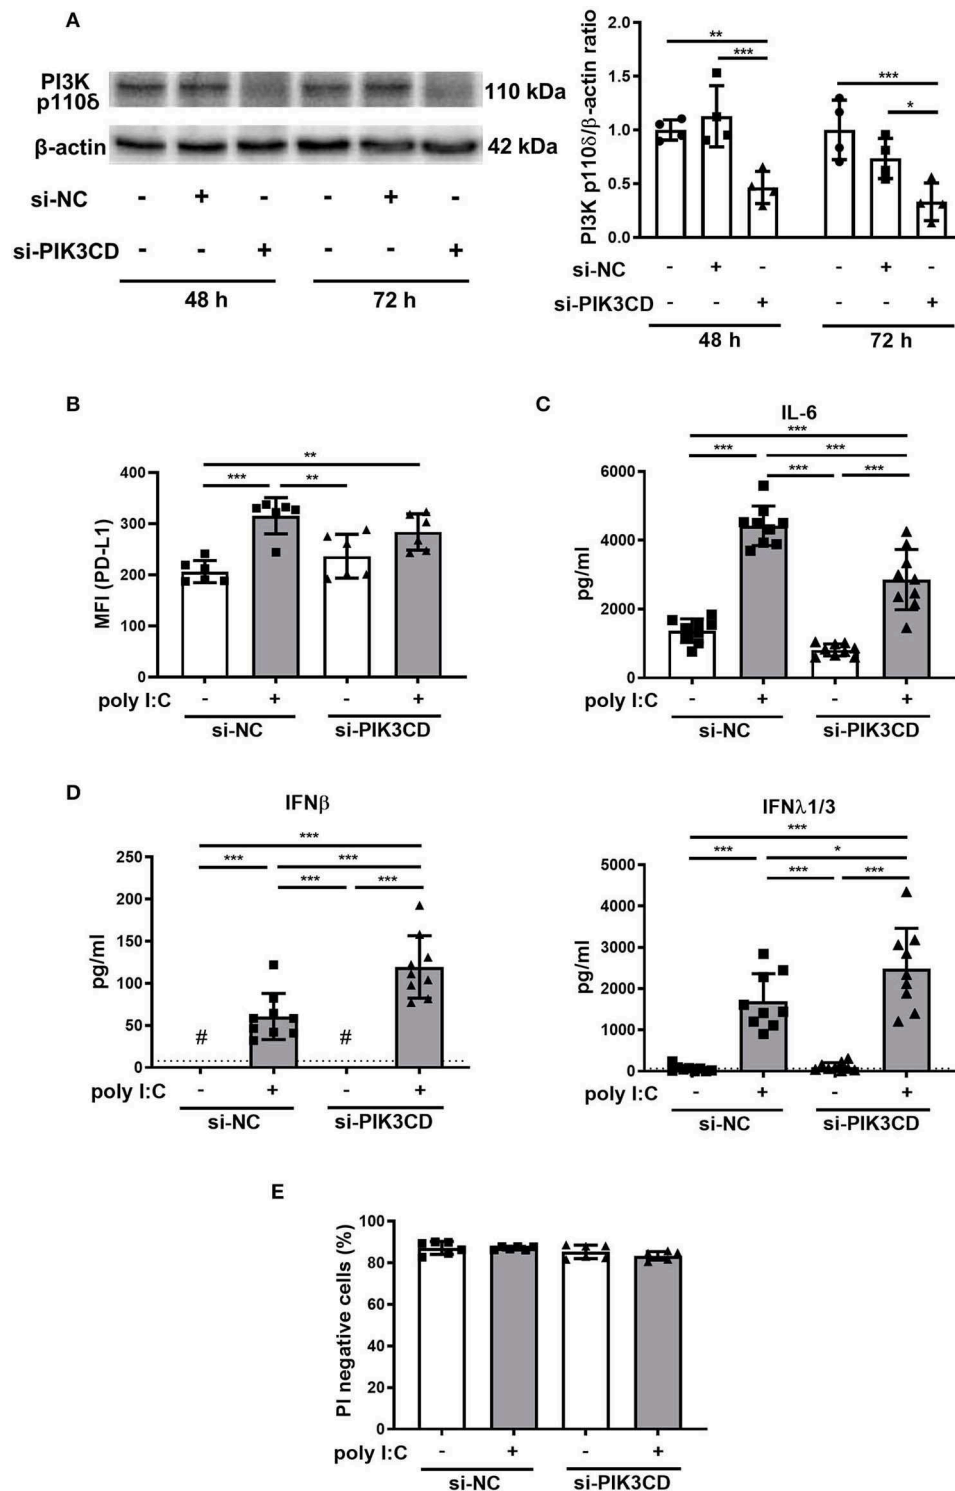 A
PI3K
p110δ
110 kDa
β-actin
42 kDa
si-NC - + - - + -
si-PIK3CD - - + - - +
48 h 72 h
2.0
1.5
1.0
0.5
0.0
PI3K p110δ/β-actin ratio
** *** *** *
si-NC - + - - + -
si-PIK3CD - - + - - +
48 h 72 h
B
400
300
200
100
0
MFI (PD-L1)
**
*** **
poly I:C - + - +
si-NC si-PIK3CD
C
IL-6
***
*** ***
*** ***
6000
4000
2000
0
pg/ml
poly I:C - + - +
si-NC si-PIK3CD
D
IFNβ
***
*** ***
*** ***
250
200
150
100
50
0
pg/ml
# #
poly I:C - + - +
si-NC si-PIK3CD
IFNλ1/3
***
*** *
*** ***
5000
4000
3000
2000
1000
0
pg/ml
poly I:C - + - +
si-NC si-PIK3CD
E
100
80
60
40
20
0
PI negative cells (%)
poly I:C - + - +
si-NC si-PIK3CD